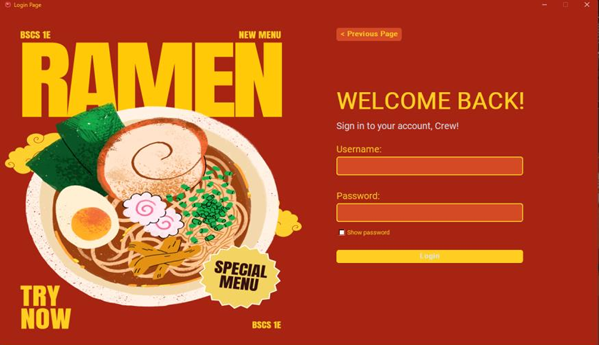 Login Page
BSCS 1E
NEW MENU
RAMEN
SPECIAL
MENU
TRY
NOW
BSCS 1E
< Previous Page
WELCOME BACK!
Sign in to your account, Crew!
Username:
Password:
Show password
Login